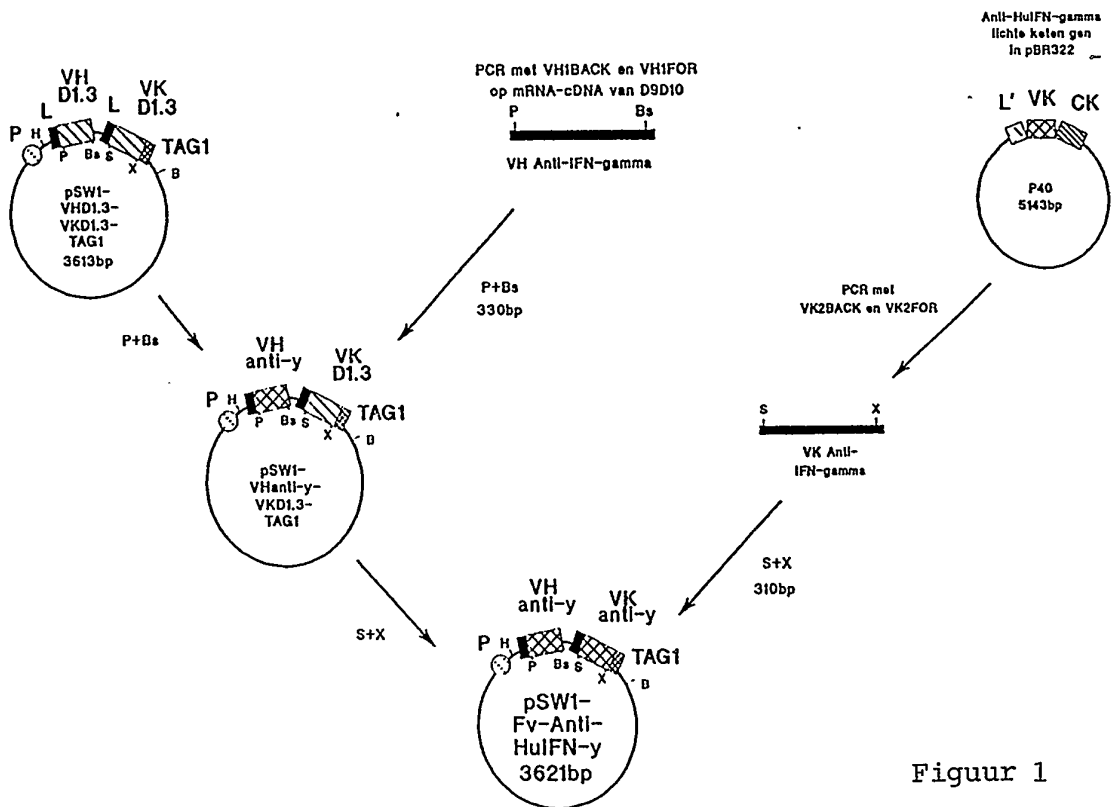 VH
D1.3
VK
D1.3
L
L
P
H
P
Bs
S
X
TAG1
B
pSW1-
VHD1.3-
VKD1.3-
TAG1
3613bp
PCR met VH1BACK en VH1FOR
op mRNA-cDNA van D9D10
P
Bs
VH Anti-IFN-gamma
Anti-HuIFN-gamma
lichte keten gen
in pBR322
L'
VK
CK
P40
5143bp
P+Bs
P+Bs
330bp
PCR met
VK2BACK en VK2FOR
VH
anti-y
VK
D1.3
P
H
P
Bs
S
X
TAG1
B
pSW1-
VHanti-y-
VKD1.3-
TAG1
S
X
VK Anti-
IFN-gamma
S+X
S+X
310bp
VH
anti-y
VK
anti-y
P
H
P
Bs
S
X
TAG1
B
pSW1-
Fv-Anti-
HuIFN-y
3621bp
Figuur 1